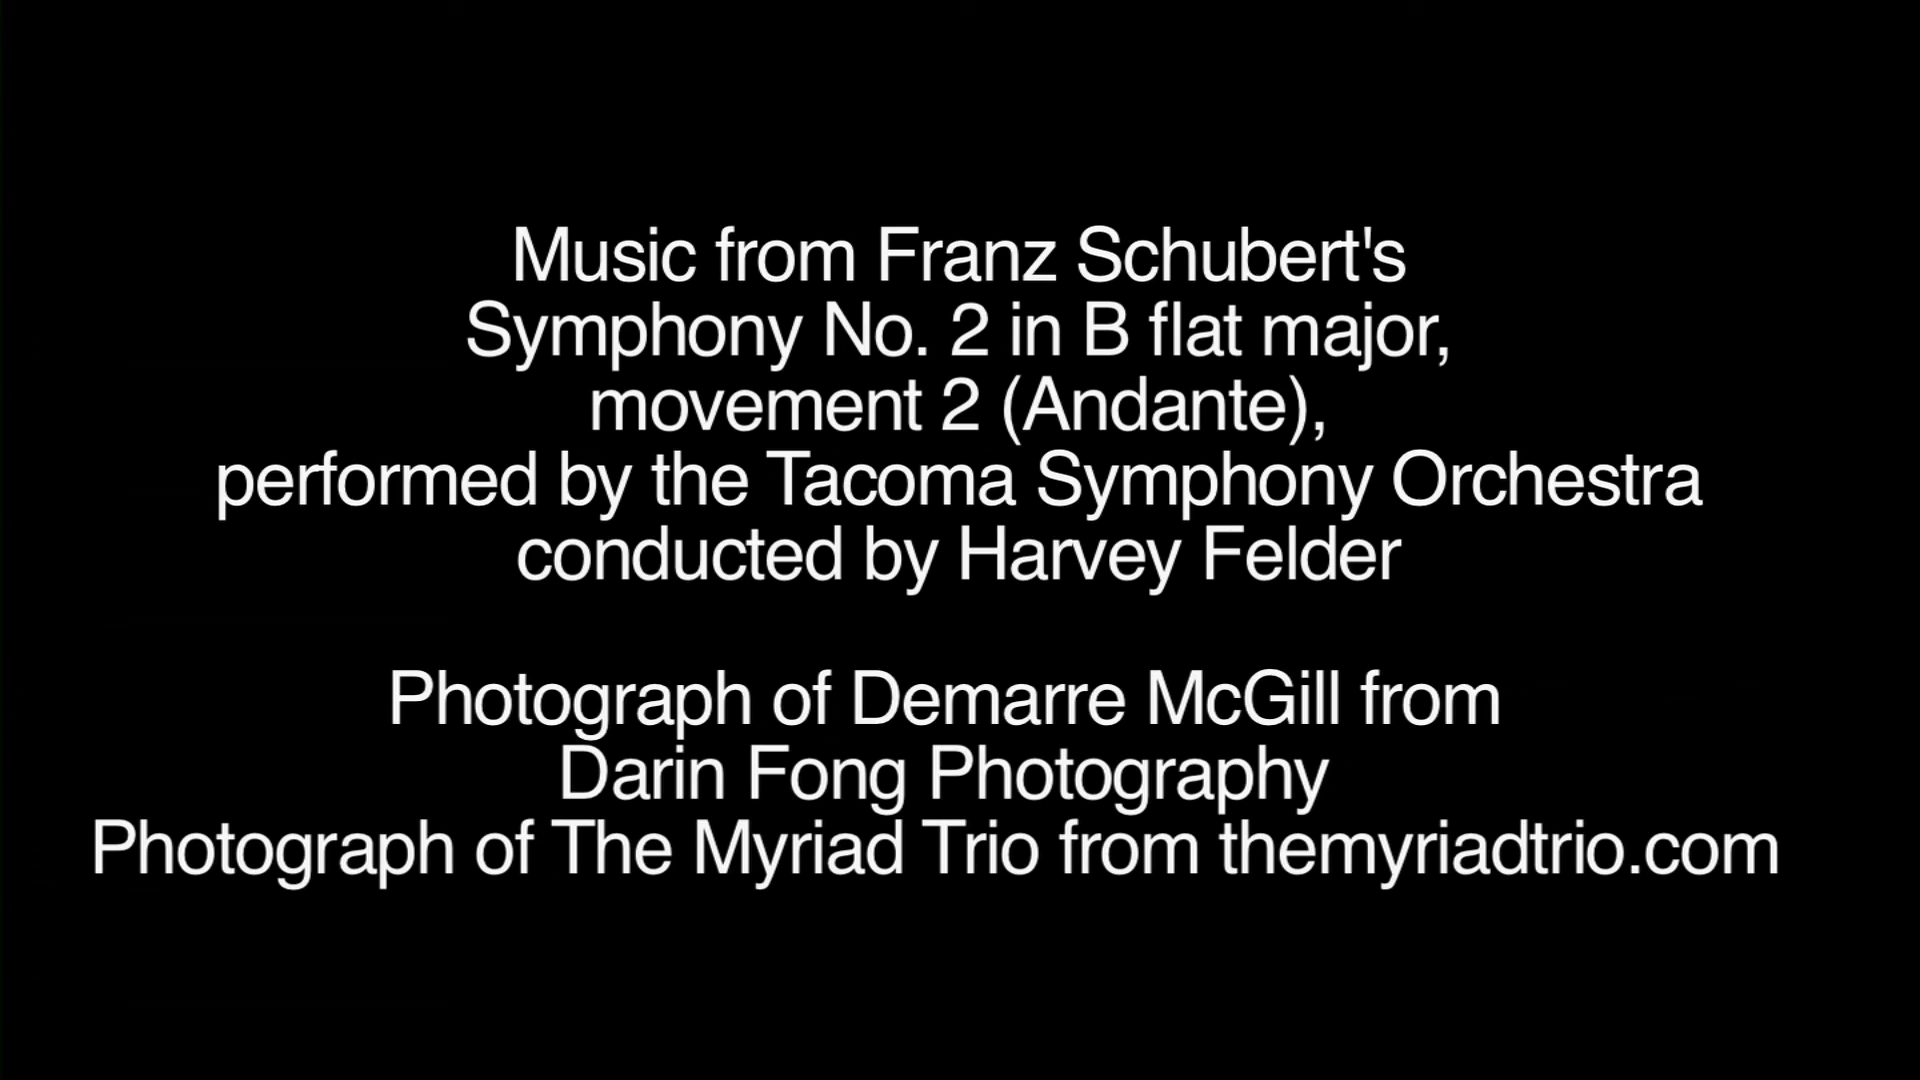 Music from Franz Schubert's
Symphony No. 2 in B flat major,
movement 2 (Andante),
performed by the Tacoma Symphony Orchestra
conducted by Harvey Felder
Photograph of Demarre McGill from
Darin Fong Photography
Photograph of The Myriad Trio from themyriadtrio.com